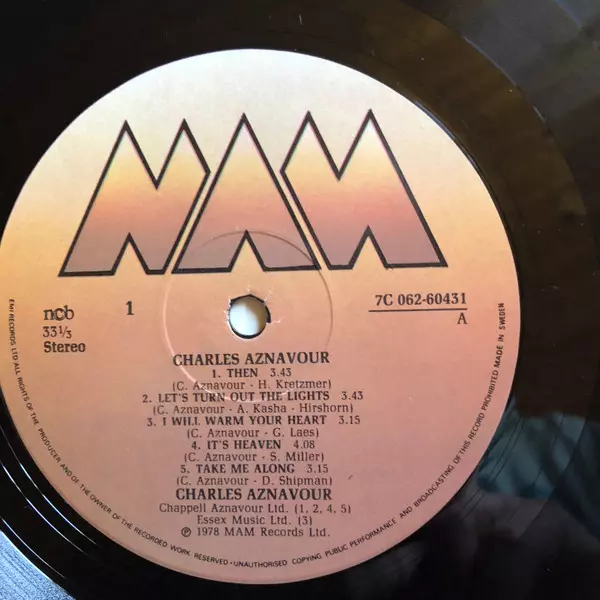 MAM
ncb
33⅓
Stereo
1
7C 062-60431
A
CHARLES AZNAVOUR
1. THEN 3.43
(C. Aznavour - H. Kretzmer)
2. LET'S TURN OUT THE LIGHTS 3.43
(C. Aznavour - A. Kasha - Hirshorn)
3. I WILL WARM YOUR HEART 3.15
(C. Aznavour - G. Laes)
4. IT'S HEAVEN 4.08
(C. Aznavour - S. Miller)
5. TAKE ME ALONG 3.15
(C. Aznavour - D. Shipman)
CHARLES AZNAVOUR
Chappell Aznavour Ltd. (1, 2, 4, 5)
Essex Music Ltd. (3)
℗ 1978 MAM Records Ltd.
EMI RECORDS LTD ALL RIGHTS OF THE PRODUCER AND OF THE OWNER OF THE RECORDED WORK RESERVED · UNAUTHORISED COPYING PUBLIC PERFORMANCE AND BROADCASTING OF THIS RECORD PROHIBITED MADE IN SWEDEN